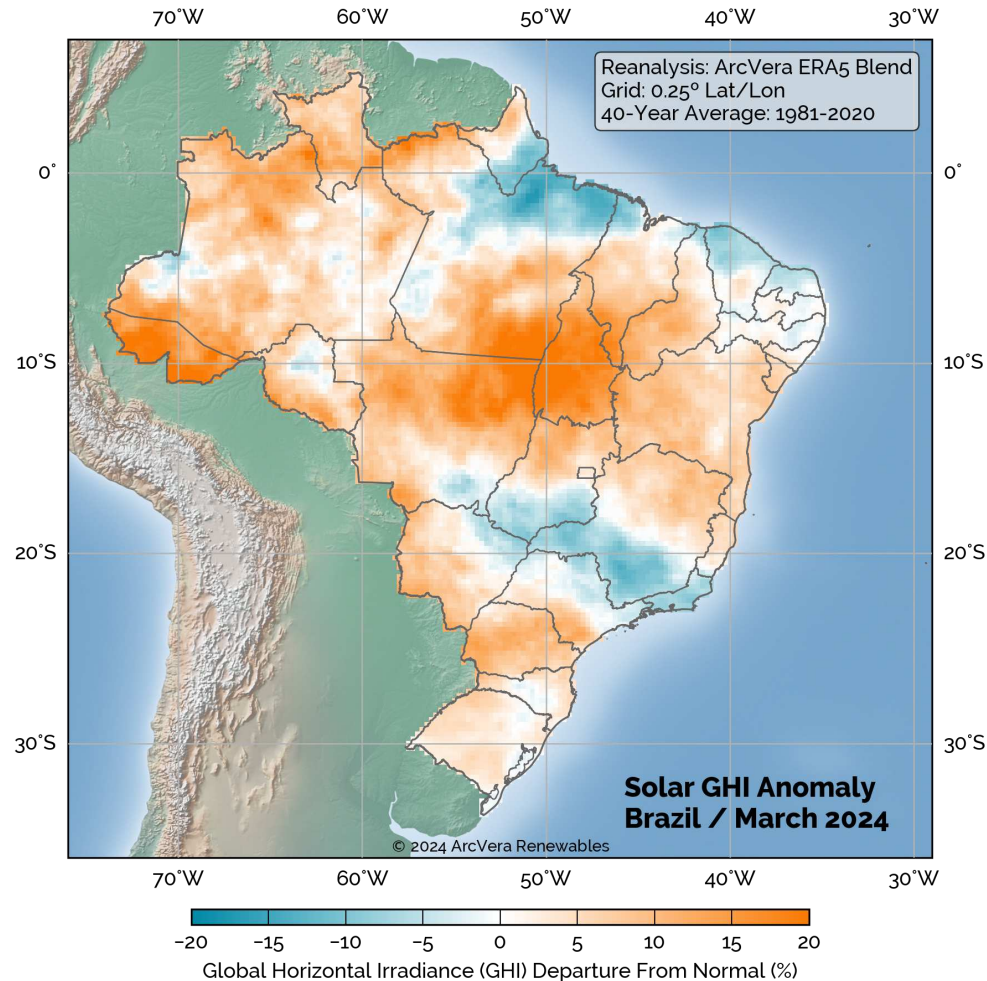 70°W 60°W 50°W 40°W 30°W
Reanalysis: ArcVera ERA5 Blend
Grid: 0.25º Lat/Lon
40-Year Average: 1981-2020
0° 0°
10°S 10°S
20°S 20°S
30°S 30°S
Solar GHI Anomaly
Brazil / March 2024
© 2024 ArcVera Renewables
70°W 60°W 50°W 40°W 30°W
−20 −15 −10 −5 0 5 10 15 20
Global Horizontal Irradiance (GHI) Departure From Normal (%)